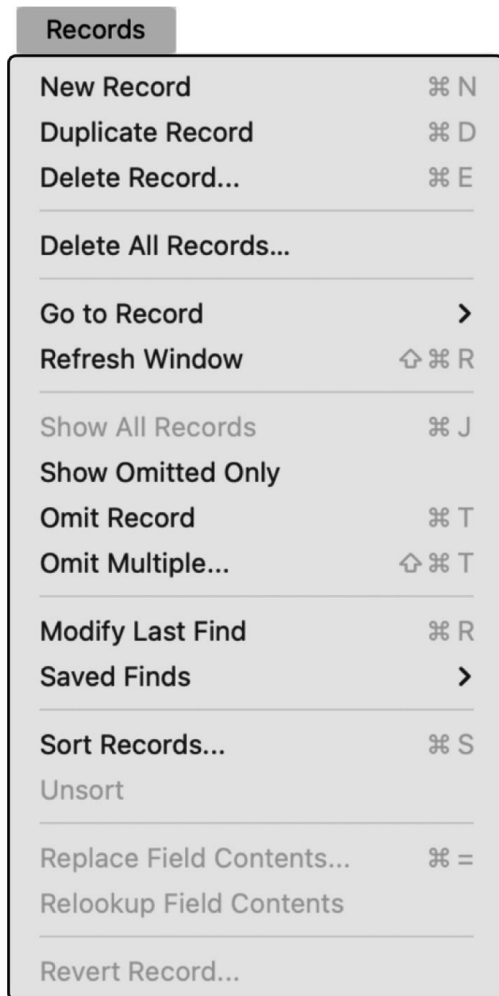 Records
New Record ⌘ N
Duplicate Record ⌘ D
Delete Record... ⌘ E
Delete All Records...
Go to Record >
Refresh Window ⇧ ⌘ R
Show All Records ⌘ J
Show Omitted Only
Omit Record ⌘ T
Omit Multiple... ⇧ ⌘ T
Modify Last Find ⌘ R
Saved Finds >
Sort Records... ⌘ S
Unsort
Replace Field Contents... ⌘ =
Relookup Field Contents
Revert Record...